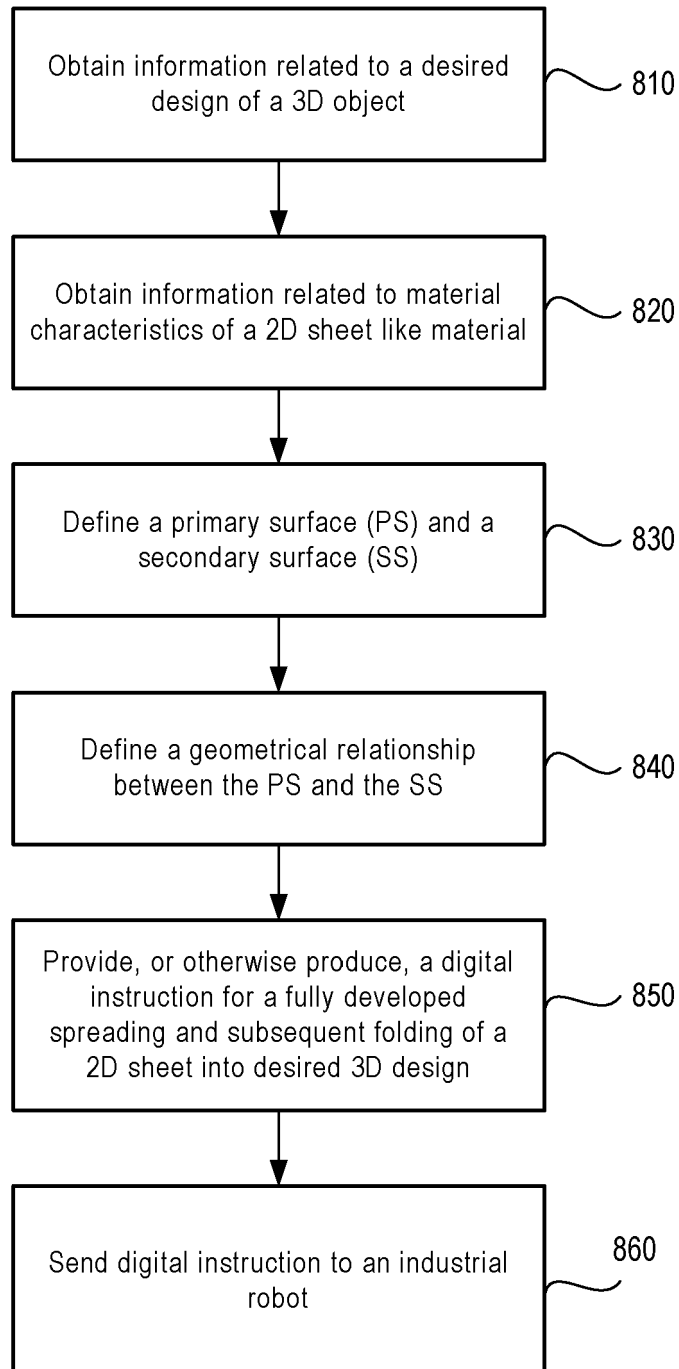 Obtain information related to a desired
design of a 3D object
810
Obtain information related to material
characteristics of a 2D sheet like material
820
Define a primary surface (PS) and a
secondary surface (SS)
830
Define a geometrical relationship
between the PS and the SS
840
Provide, or otherwise produce, a digital
instruction for a fully developed
spreading and subsequent folding of a
2D sheet into desired 3D design
850
Send digital instruction to an industrial
robot
860